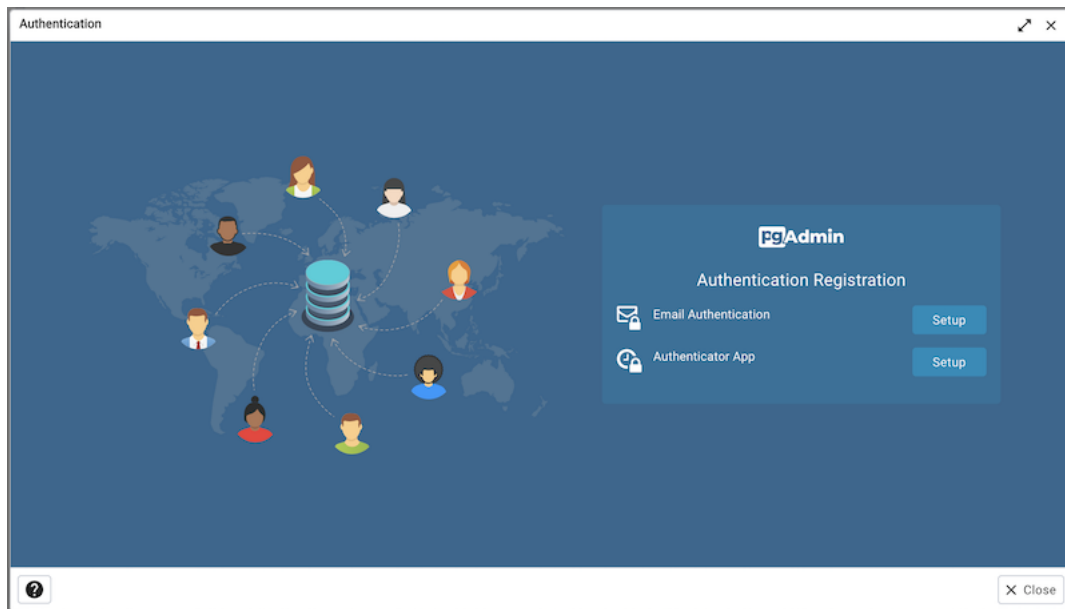 Authentication
pgAdmin
Authentication Registration
Email Authentication
Setup
Authenticator App
Setup
?
X Close